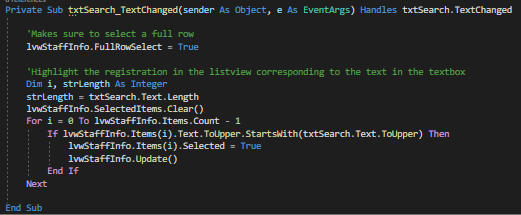 Private Sub txtSearch_TextChanged(sender As Object, e As EventArgs) Handles txtSearch.TextChanged
'Makes sure to select a full row
lvwStaffInfo.FullRowSelect = True
'Highlight the registration in the listview corresponding to the text in the textbox
Dim i, strLength As Integer
strLength = txtSearch.Text.Length
lvwStaffInfo.SelectedItems.Clear()
For i = 0 To lvwStaffInfo.Items.Count - 1
If lvwStaffInfo.Items(i).Text.ToUpper.StartsWith(txtSearch.Text.ToUpper) Then
lvwStaffInfo.Items(i).Selected = True
lvwStaffInfo.Update()
End If
Next
End Sub